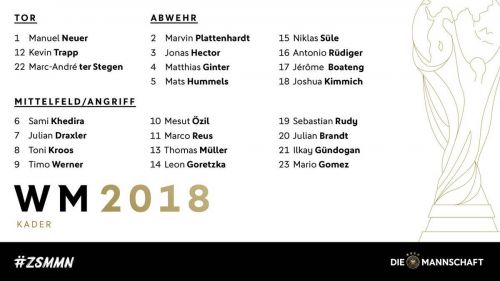 TOR
1 Manuel Neuer
12 Kevin Trapp
22 Marc-André ter Stegen
ABWEHR
2 Marvin Plattenhardt
3 Jonas Hector
4 Matthias Ginter
5 Mats Hummels
15 Niklas Süle
16 Antonio Rüdiger
17 Jérôme Boateng
18 Joshua Kimmich
MITTELFELD/ANGRIFF
6 Sami Khedira
7 Julian Draxler
8 Toni Kroos
9 Timo Werner
10 Mesut Özil
11 Marco Reus
13 Thomas Müller
14 Leon Goretzka
19 Sebastian Rudy
20 Julian Brandt
21 Ilkay Gündogan
23 Mario Gomez
WM 2018
KADER
#ZSMMN
DIE MANNSCHAFT